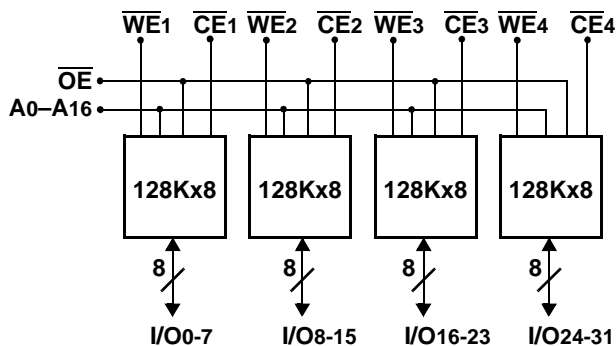 WE1 CE1 WE2 CE2 WE3 CE3 WE4 CE4
OE
A0–A16
128Kx8 128Kx8 128Kx8 128Kx8
8 8 8 8
I/O0-7 I/O8-15 I/O16-23 I/O24-31